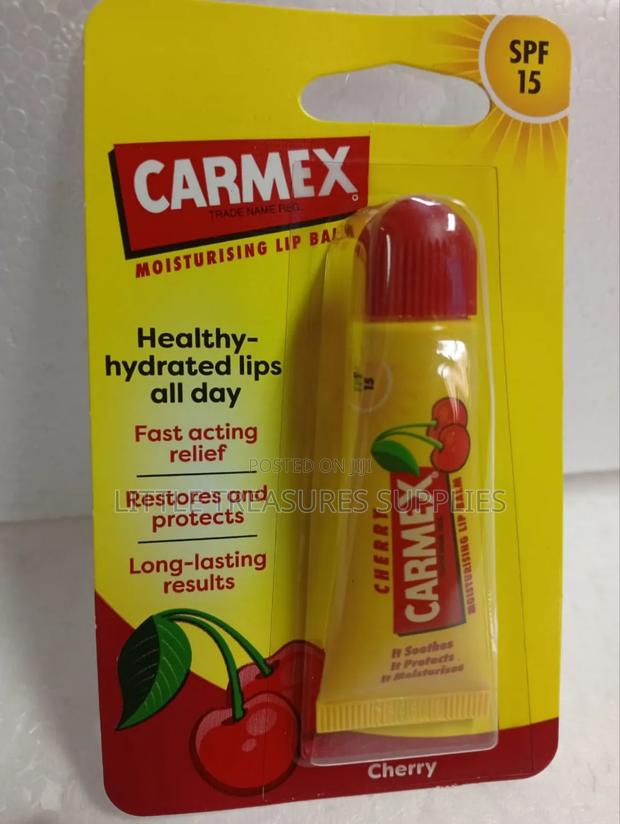 SPF
15
CARMEX
TRADE NAME REG.
MOISTURISING LIP BALM
Healthy-
hydrated lips
all day
Fast acting
relief
Restores and
protects
Long-lasting
results
POSTED ON JIJI
LITTLE TREASURES SUPPLIES
15
CHERRY
CARMEX
MOISTURISING LIP BALM
It Soothes
It Protects
It Moisturizes
Cherry